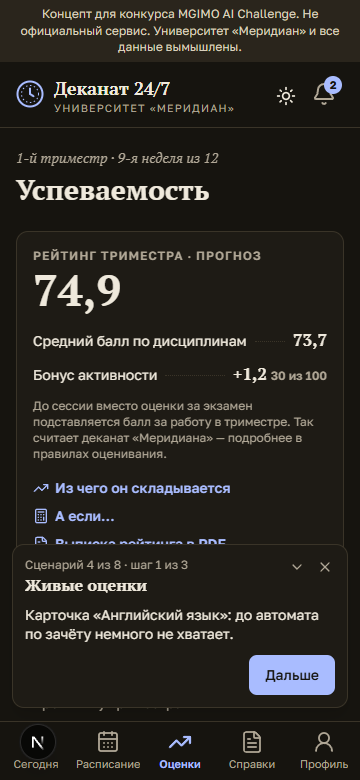 Концепт для конкурса MGIMO AI Challenge. Не
официальный сервис. Университет «Меридиан» и все
данные вымышлены.
Деканат 24/7
УНИВЕРСИТЕТ «МЕРИДИАН»
2
1-й триместр · 9-я неделя из 12
Успеваемость
РЕЙТИНГ ТРИМЕСТРА · ПРОГНОЗ
74,9
Средний балл по дисциплинам 73,7
Бонус активности +1,2 30 из 100
До сессии вместо оценки за экзамен
подставляется балл за работу в триместре. Так
считает деканат «Меридиана» — подробнее в
правилах оценивания.
Из чего он складывается
А если...
Выписка рейтинга в PDF
Сценарий 4 из 8 · шаг 1 из 3
Живые оценки
Карточка «Английский язык»: до автомата
по зачёту немного не хватает.
Дальше
N
Сегодня Расписание Оценки Справки Профиль